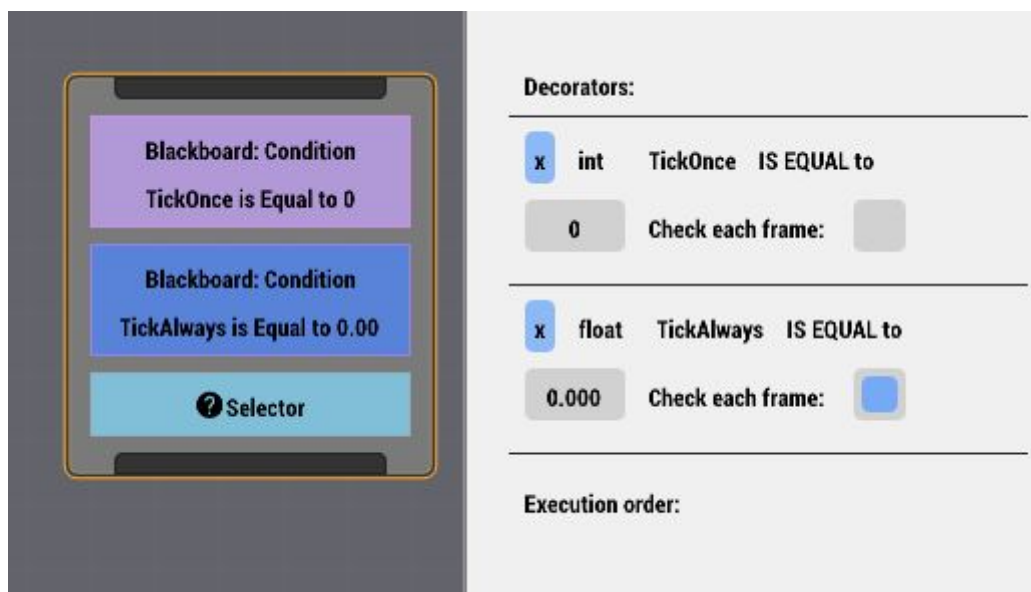 Blackboard: Condition
TickOnce is Equal to 0
Blackboard: Condition
TickAlways is Equal to 0.00
? Selector
Decorators:
x int TickOnce IS EQUAL to
0 Check each frame:
x float TickAlways IS EQUAL to
0.000 Check each frame:
Execution order: